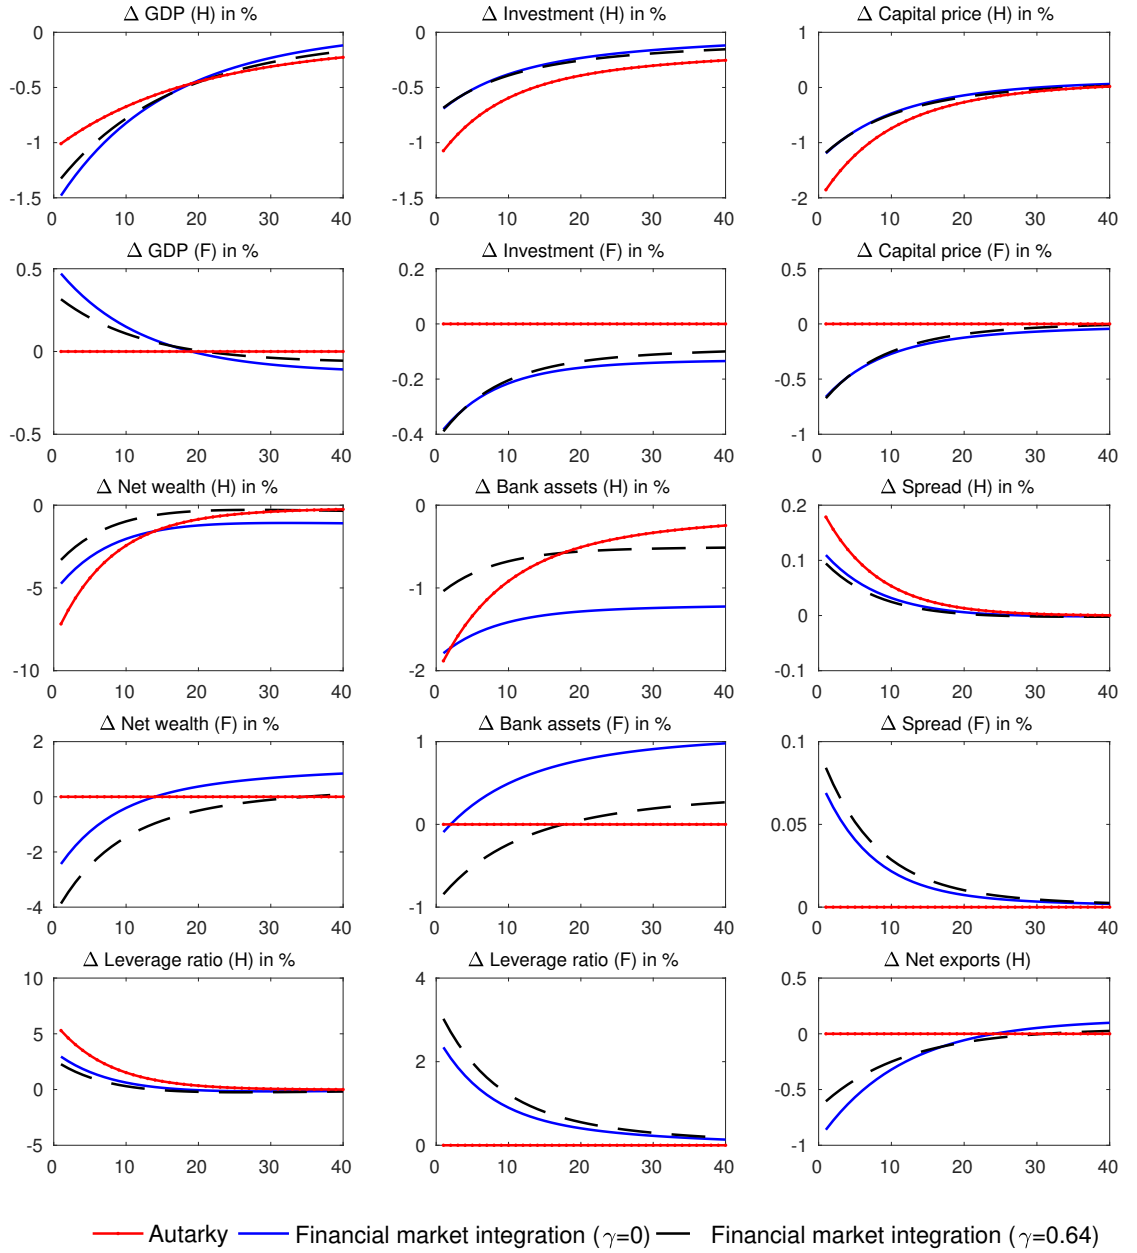 Δ GDP (H) in %
Δ Investment (H) in %
Δ Capital price (H) in %
0
-0.5
-1
-1.5
0 10 20 30 40
0
-0.5
-1
-1.5
0 10 20 30 40
1
0
-1
-2
0 10 20 30 40
Δ GDP (F) in %
Δ Investment (F) in %
Δ Capital price (F) in %
0.5
0
-0.5
0 10 20 30 40
0.2
0
-0.2
-0.4
0 10 20 30 40
0.5
0
-0.5
-1
0 10 20 30 40
Δ Net wealth (H) in %
Δ Bank assets (H) in %
Δ Spread (H) in %
0
-5
-10
0 10 20 30 40
0
-1
-2
0 10 20 30 40
0.2
0.1
0
-0.1
0 10 20 30 40
Δ Net wealth (F) in %
Δ Bank assets (F) in %
Δ Spread (F) in %
2
0
-2
-4
0 10 20 30 40
1
0
-1
0 10 20 30 40
0.1
0.05
0
0 10 20 30 40
Δ Leverage ratio (H) in %
Δ Leverage ratio (F) in %
Δ Net exports (H)
10
5
0
-5
0 10 20 30 40
4
2
0
0 10 20 30 40
0.5
0
-0.5
-1
0 10 20 30 40
Autarky Financial market integration (γ=0) Financial market integration (γ=0.64)